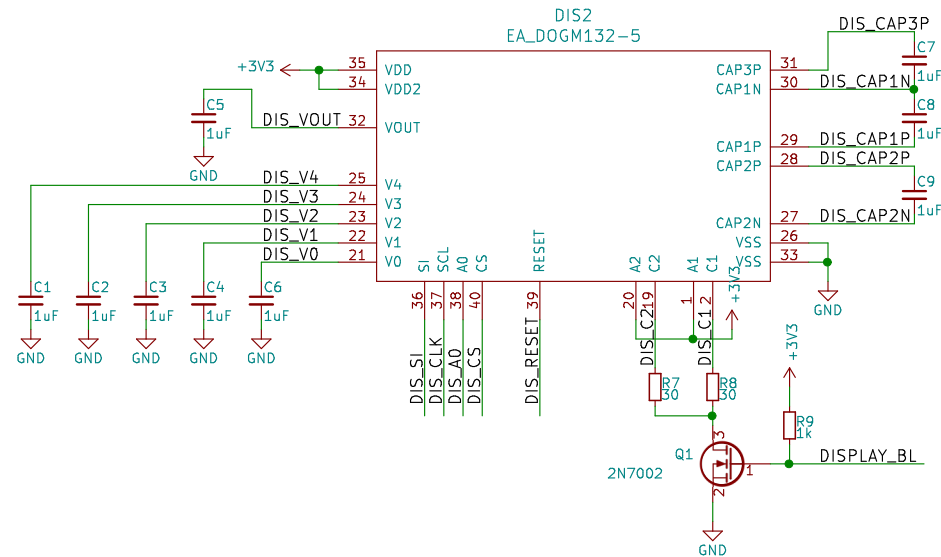 DIS2
EA_DOGM132-5
DIS_CAP3P
+3V3
35
VDD
34
VDD2
CAP3P
31
CAP1N
30
DIS_CAP1N
C7
1uF
C5
1uF
GND
DIS_VOUT
32
VOUT
C8
1uF
CAP1P
29
DIS_CAP1P
CAP2P
28
DIS_CAP2P
DIS_V4
25
V4
DIS_V3
24
V3
DIS_V2
23
V2
DIS_V1
22
V1
DIS_V0
21
V0
C9
1uF
CAP2N
27
DIS_CAP2N
VSS
26
VSS
33
GND
SI
SCL
A0
CS
RESET
A2
C2
A1
C1
36
37
38
40
39
20
19
1
2
+3V3
C1
1uF
GND
C2
1uF
GND
C3
1uF
GND
C4
1uF
GND
C6
1uF
GND
DIS_SI
DIS_CLK
DIS_A0
DIS_CS
DIS_RESET
DIS_C2
DIS_C1
+3V3
R7
30
R8
30
R9
1k
Q1
2N7002
3
1
2
DISPLAY_BL
GND